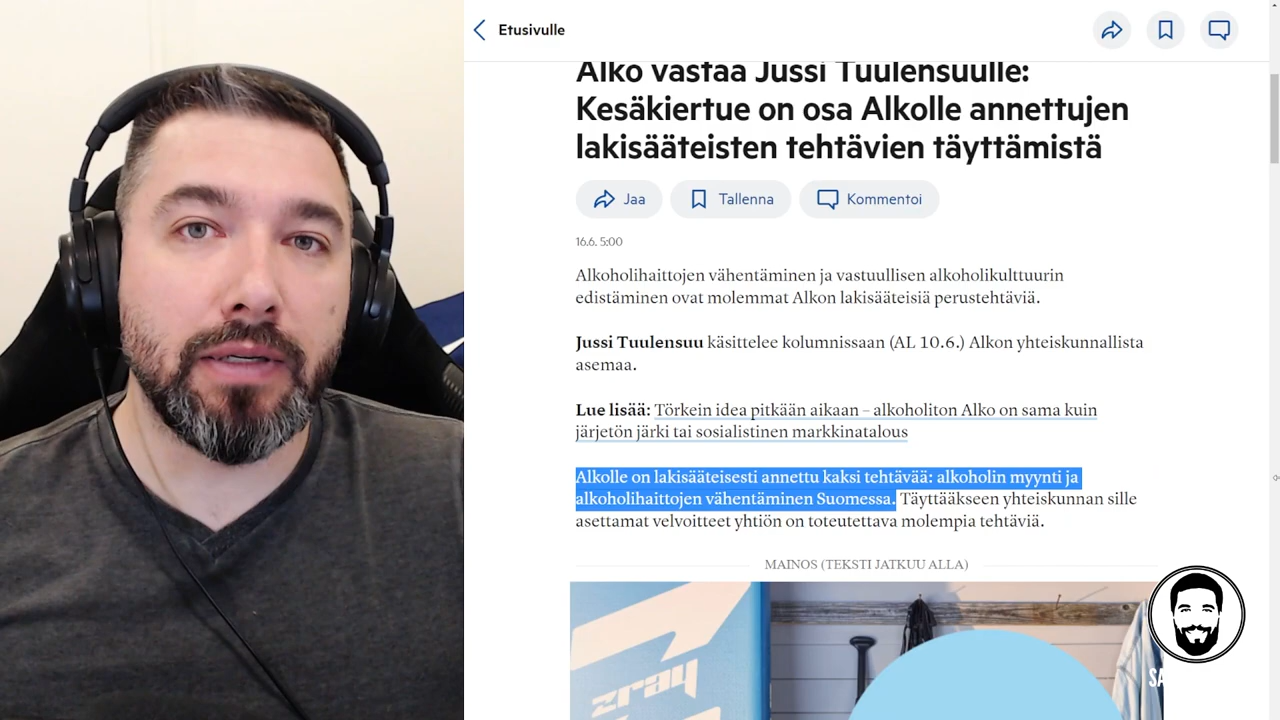 Etusivulle
Alko vastaa Jussi Tuulensuulle:
Kesäkiertue on osa Alkolle annettujen
lakisääteisten tehtävien täyttämistä
Jaa
Tallenna
Kommentoi
16.6. 5:00
Alkoholihaittojen vähentäminen ja vastuullisen alkoholikulttuurin
edistäminen ovat molemmat Alkon lakisääteisiä perustehtäviä.
Jussi Tuulensuu käsittelee kolumnissaan (AL 10.6.) Alkon yhteiskunnallista
asemaa.
Lue lisää: Törkein idea pitkään aikaan – alkoholiton Alko on sama kuin
järjetön järki tai sosialistinen markkinatalous
Alkolle on lakisääteisesti annettu kaksi tehtävää: alkoholin myynti ja
alkoholihaittojen vähentäminen Suomessa. Täyttääkseen yhteiskunnan sille
asettamat velvoitteet yhtiön on toteutettava molempia tehtäviä.
MAINOS (TEKSTI JATKUU ALLA)
zray